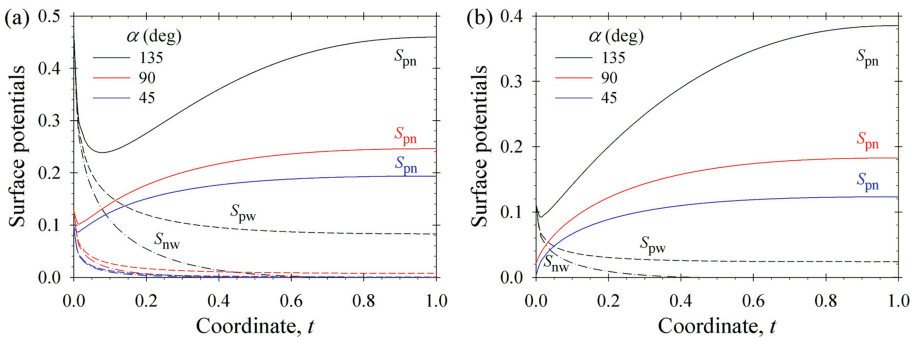 (a)
α (deg)
135
90
45
0.5
0.4
0.3
0.2
0.1
0.0
Surface potentials
Spn
Spn
Spn
Spw
Snw
0.0 0.2 0.4 0.6 0.8 1.0
Coordinate, t
(b)
α (deg)
135
90
45
0.4
0.3
0.2
0.1
0.0
Surface potentials
Spn
Spn
Spn
Spw
Snw
0.0 0.2 0.4 0.6 0.8 1.0
Coordinate, t